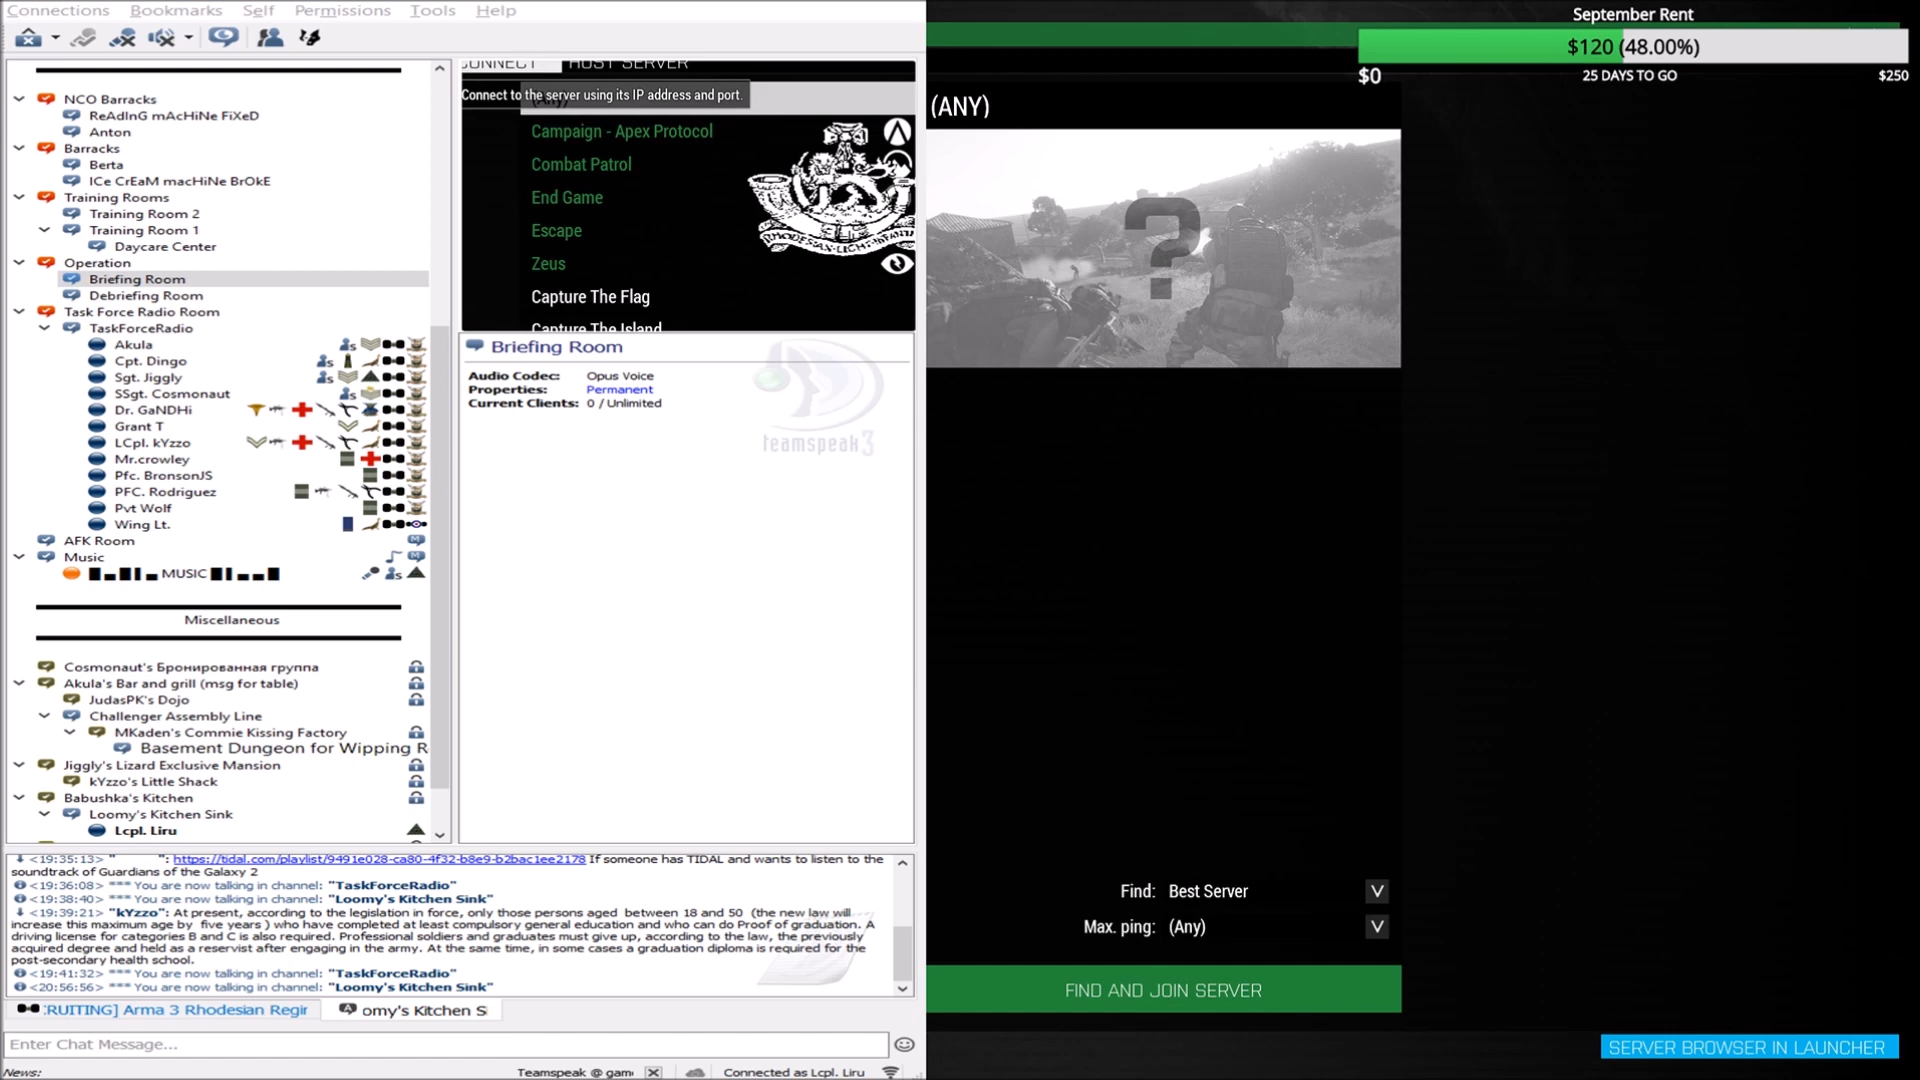 Connections Bookmarks Self Permissions Tools Help
NCO Barracks
ReAdInG mAcHiNe FiXeD
Anton
Barracks
Berta
ICe CrEaM macHiNe BrOkE
Training Rooms
Training Room 2
Training Room 1
Daycare Center
Operation
Briefing Room
Debriefing Room
Task Force Radio Room
TaskForceRadio
Akula
Cpt. Dingo
Sgt. Jiggly
SSgt. Cosmonaut
Dr. GaNDHi
Grant T
LCpl. kYzzo
Mr.crowley
Pfc. BronsonJS
PFC. Rodriguez
Pvt Wolf
Wing Lt.
AFK Room
Music
MUSIC
Miscellaneous
Cosmonaut's Бронированная группа
Akula's Bar and grill (msg for table)
JudasPK's Dojo
Challenger Assembly Line
MKaden's Commie Kissing Factory
Basement Dungeon for Wipping R
Jiggly's Lizard Exclusive Mansion
kYzzo's Little Shack
Babushka's Kitchen
Loomy's Kitchen Sink
Lcpl. Liru
HOST SERVER
Connect to the server using its IP address and port.
Campaign - Apex Protocol
Combat Patrol
End Game
Escape
Zeus
Capture The Flag
Capture The Island
Briefing Room
Audio Codec: Opus Voice
Properties: Permanent
Current Clients: 0 / Unlimited
teamspeak3
<19:35:13> " ": https://tidal.com/playlist/9491e028-ca80-4f32-b8e9-b2bac1ee2178 If someone has TIDAL and wants to listen to the
soundtrack of Guardians of the Galaxy 2
<19:36:08> *** You are now talking in channel: "TaskForceRadio"
<19:38:40> *** You are now talking in channel: "Loomy's Kitchen Sink"
<19:39:21> "kYzzo": At present, according to the legislation in force, only those persons aged between 18 and 50 (the new law will
increase this maximum age by five years ) who have completed at least compulsory general education and who can do Proof of graduation. A
driving license for categories B and C is also required. Professional soldiers and graduates must give up, according to the law, the previously
acquired degree and held as a reservist after engaging in the army. At the same time, in some cases a graduation diploma is required for the
post-secondary health school.
<19:41:32> *** You are now talking in channel: "TaskForceRadio"
<20:56:56> *** You are now talking in channel: "Loomy's Kitchen Sink"
RUITING] Arma 3 Rhodesian Regir
oomy's Kitchen S
Enter Chat Message...
News:
Teamspeak @ gam
Connected as Lcpl. Liru
September Rent
$120 (48.00%)
$0
25 DAYS TO GO
$250
(ANY)
?
Find: Best Server
Max. ping: (Any)
FIND AND JOIN SERVER
SERVER BROWSER IN LAUNCHER